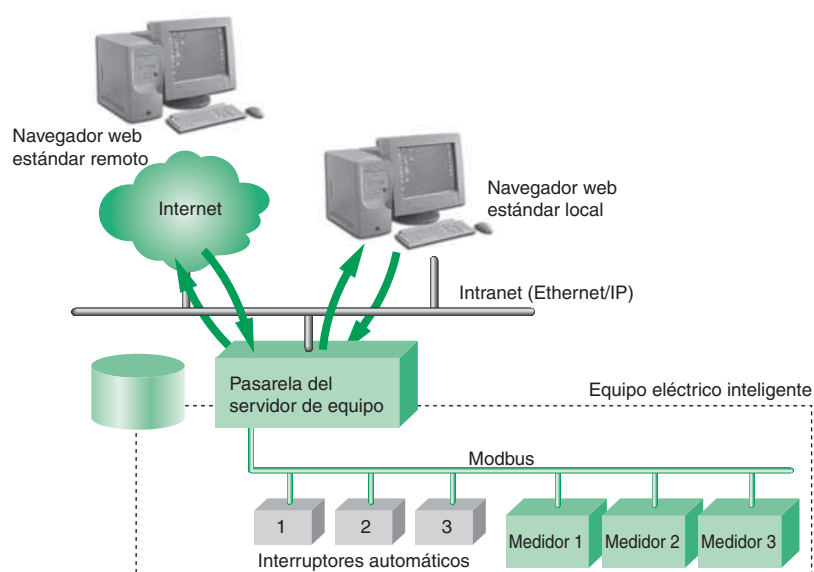 Navegador web
estándar remoto
Internet
Navegador web
estándar local
Intranet (Ethernet/IP)
Pasarela del
servidor de equipo
Equipo eléctrico inteligente
Modbus
1
2
3
Medidor 1
Medidor 2
Medidor 3
Interruptores automáticos